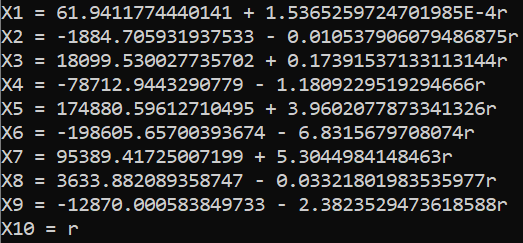 X1 = 61.9411774440141 + 1.5365259724701985E-4r
X2 = -1884.705931937533 - 0.010537906079486875r
X3 = 18099.530027735702 + 0.17391537133113144r
X4 = -78712.9443290779 - 1.1809229519294666r
X5 = 174880.59612710495 + 3.9602077873341326r
X6 = -198605.65700393674 - 6.8315679708074r
X7 = 95389.41725007199 + 5.3044984148463r
X8 = 3633.882089358747 - 0.03321801983535977r
X9 = -12870.000583849733 - 2.3823529473618588r
X10 = r